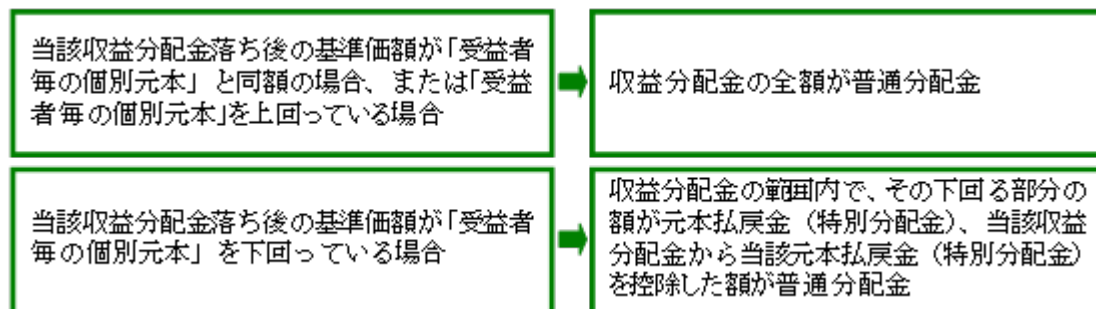 当該収益分配金落ち後の基準価額が「受益者
毎の個別元本」と同額の場合、または「受益
者毎の個別元本」を上回っている場合
収益分配金の全額が普通分配金
当該収益分配金落ち後の基準価額が「受益者
毎の個別元本」を下回っている場合
収益分配金の範囲内で、その下回る部分の
額が元本払戻金（特別分配金）、当該収益
分配金から当該元本払戻金（特別分配金）
を控除した額が普通分配金